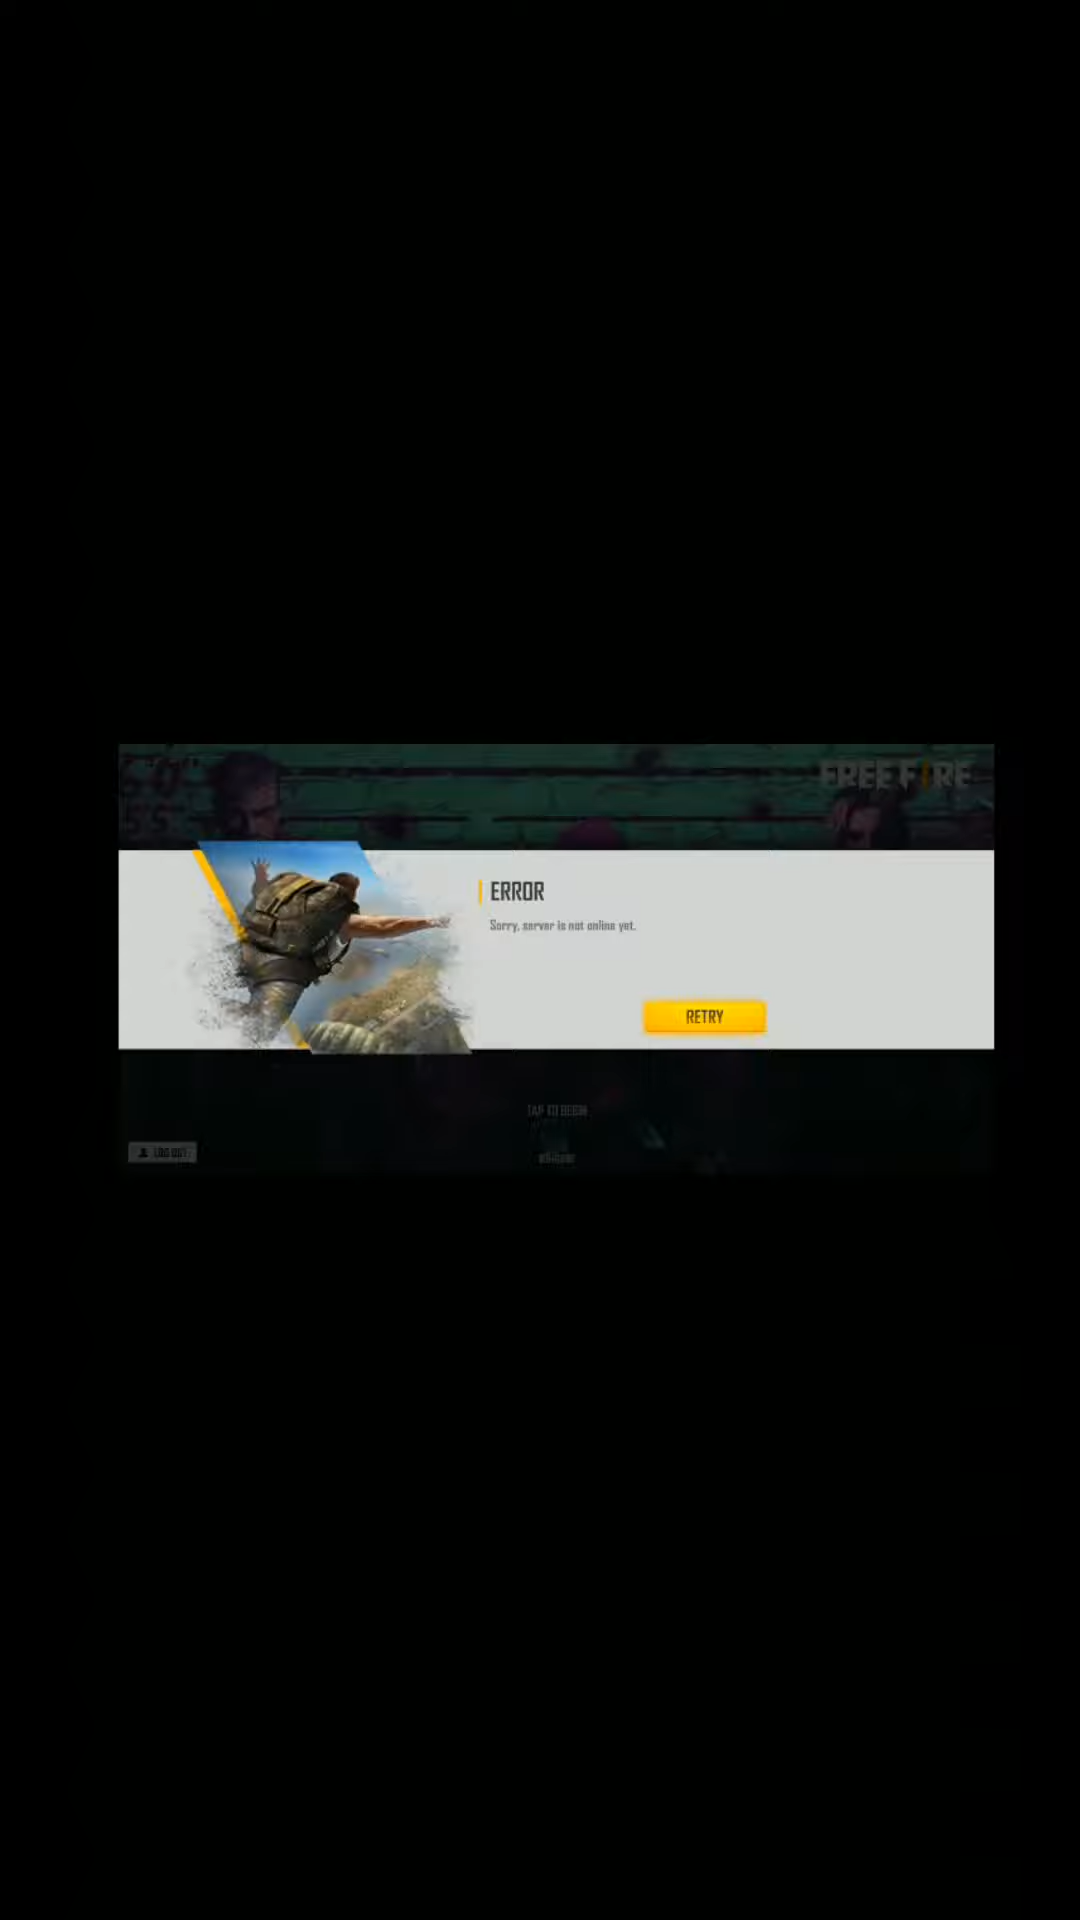 FREE FIRE
ERROR
Sorry, server is not online yet.
RETRY
TAP TO BEGIN
LOG OUT